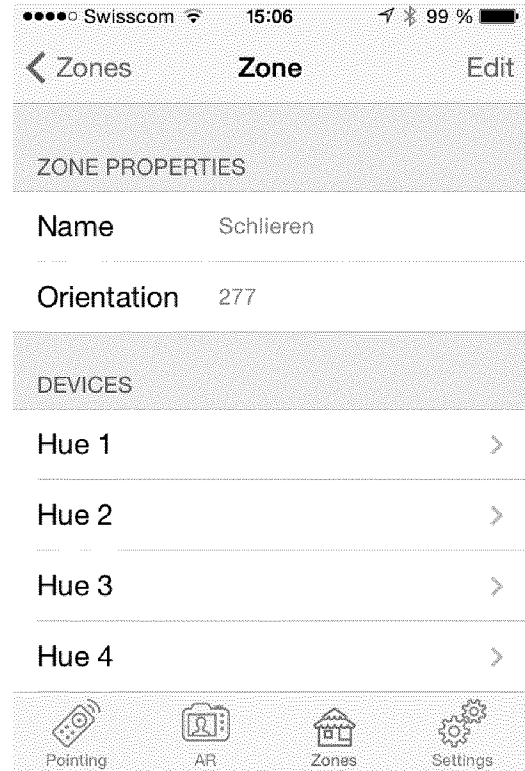 Swisscom 15:06 99 %
Zones Zone Edit
ZONE PROPERTIES
Name Schlieren
Orientation 277
DEVICES
Hue 1
Hue 2
Hue 3
Hue 4
Pointing AR Zones Settings